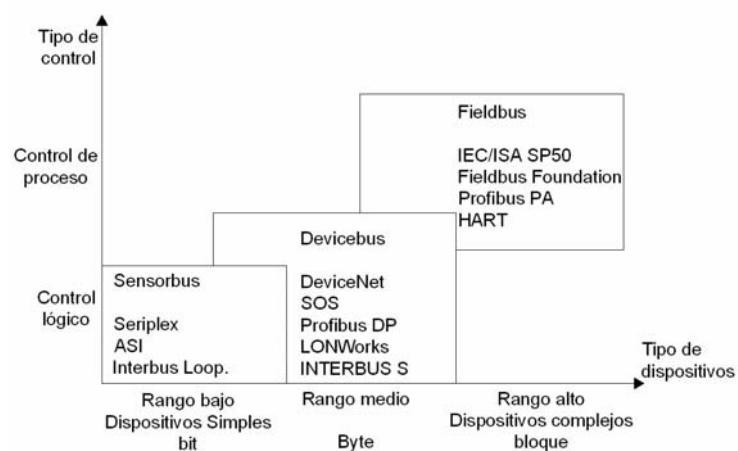 Tipo de
control
Fieldbus
IEC/ISA SP50
Fieldbus Foundation
Profibus PA
HART
Control de
proceso
Devicebus
DeviceNet
SOS
Profibus DP
LONWorks
INTERBUS S
Sensorbus
Seriplex
ASI
Interbus Loop.
Control
lógico
Tipo de
dispositivos
Rango bajo
Dispositivos Simples
bit
Rango medio
Byte
Rango alto
Dispositivos complejos
bloque